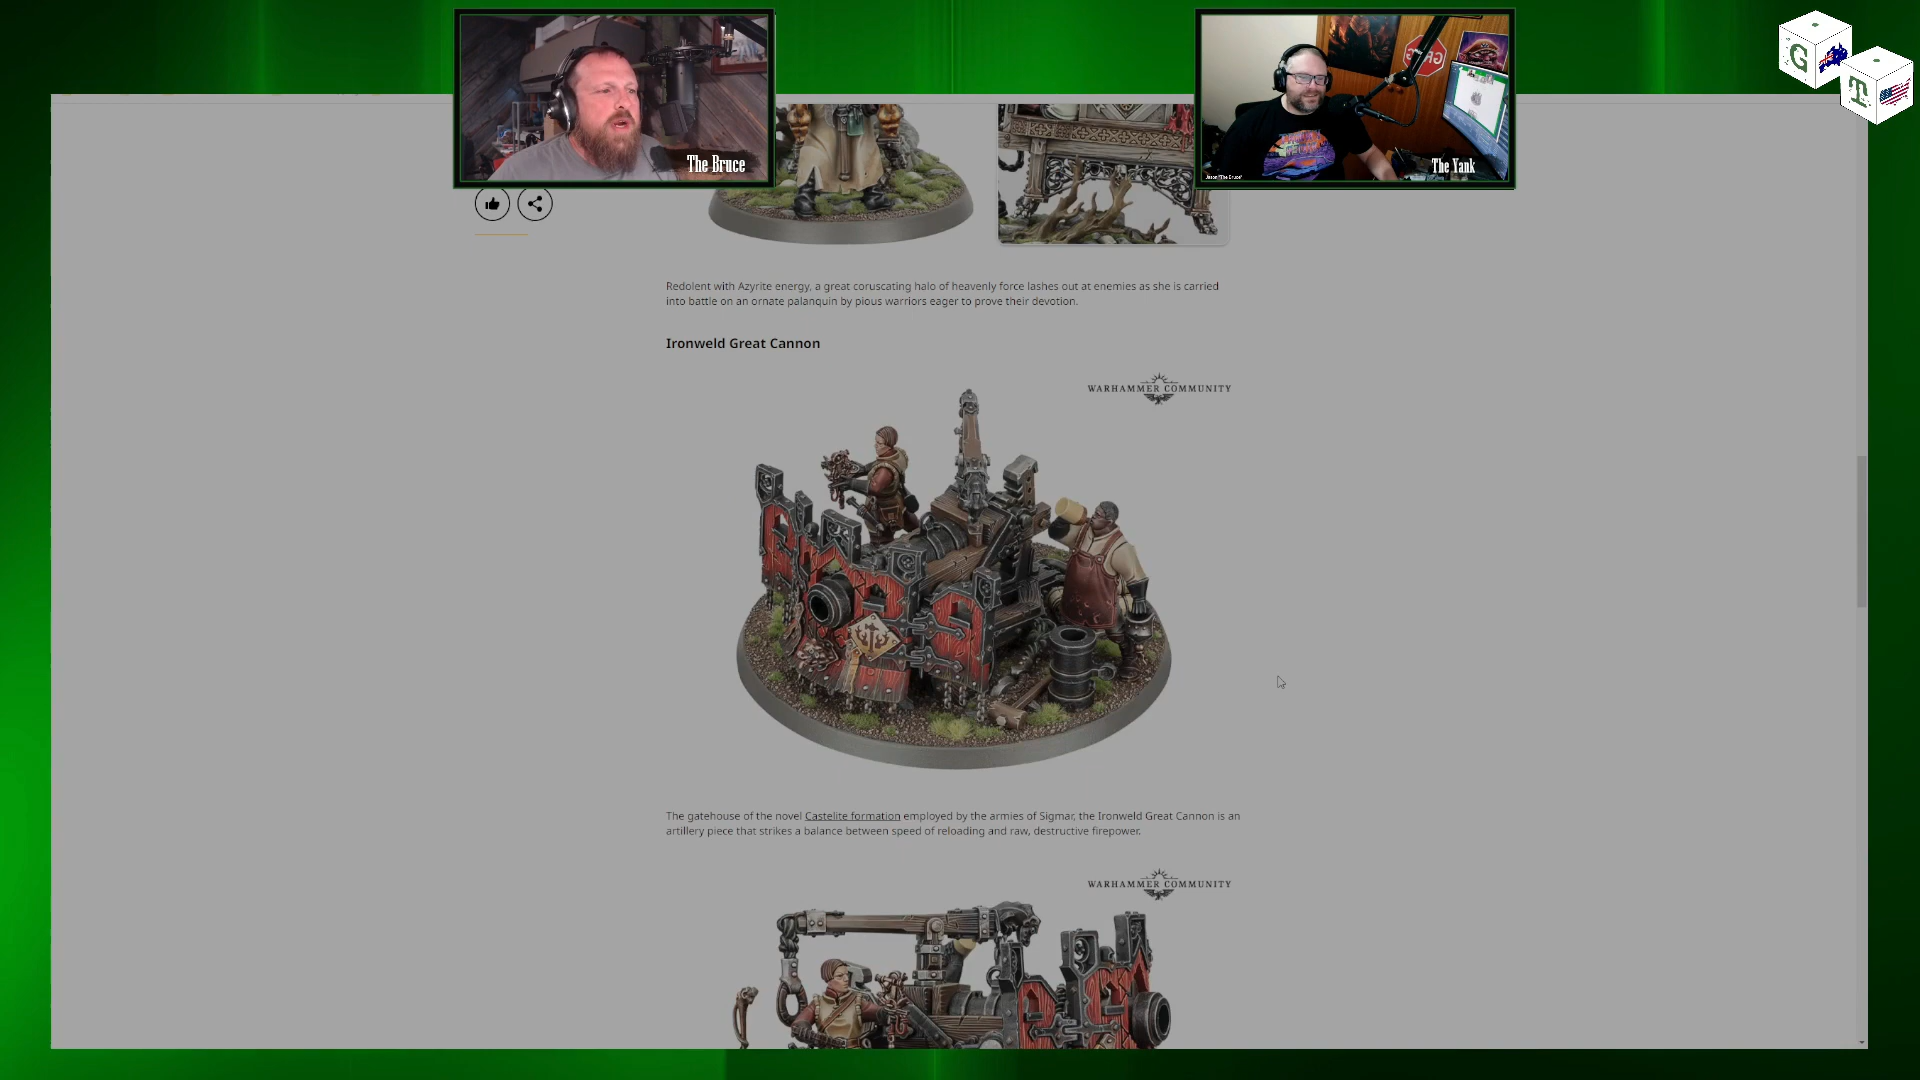 The Bruce
The Yank
Jason "The Bruce"
G
T
Redolent with Azyrite energy, a great coruscating halo of heavenly force lashes out at enemies as she is carried
into battle on an ornate palanquin by pious warriors eager to prove their devotion.
Ironweld Great Cannon
WARHAMMER COMMUNITY
The gatehouse of the novel Castelite formation employed by the armies of Sigmar, the Ironweld Great Cannon is an
artillery piece that strikes a balance between speed of reloading and raw, destructive firepower.
WARHAMMER COMMUNITY